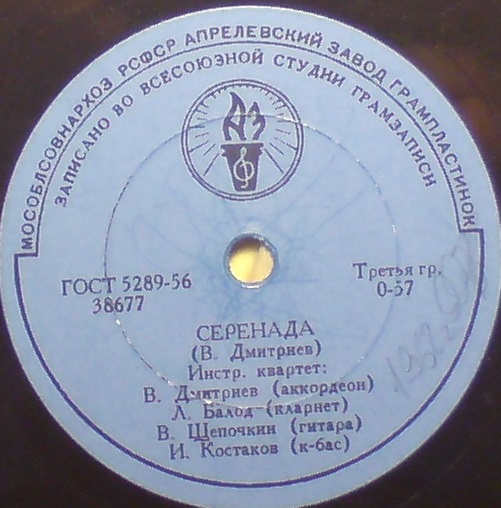 МОСОБЛСОВНАРХОЗ РСФСР АПРЕЛЕВСКИЙ ЗАВОД ГРАМПЛАСТИНОК
ЗАПИСАНО ВО ВСЕСОЮЗНОЙ СТУДИИ ГРАМЗАПИСИ
АЗ
ГОСТ 5289-56
38677
Третья гр.
0-57
СЕРЕНАДА
(В. Дмитриев)
Инстр. квартет:
В. Дмитриев (аккордеон)
Л. Балод (кларнет)
В. Щепочкин (гитара)
И. Костаков (к-бас)